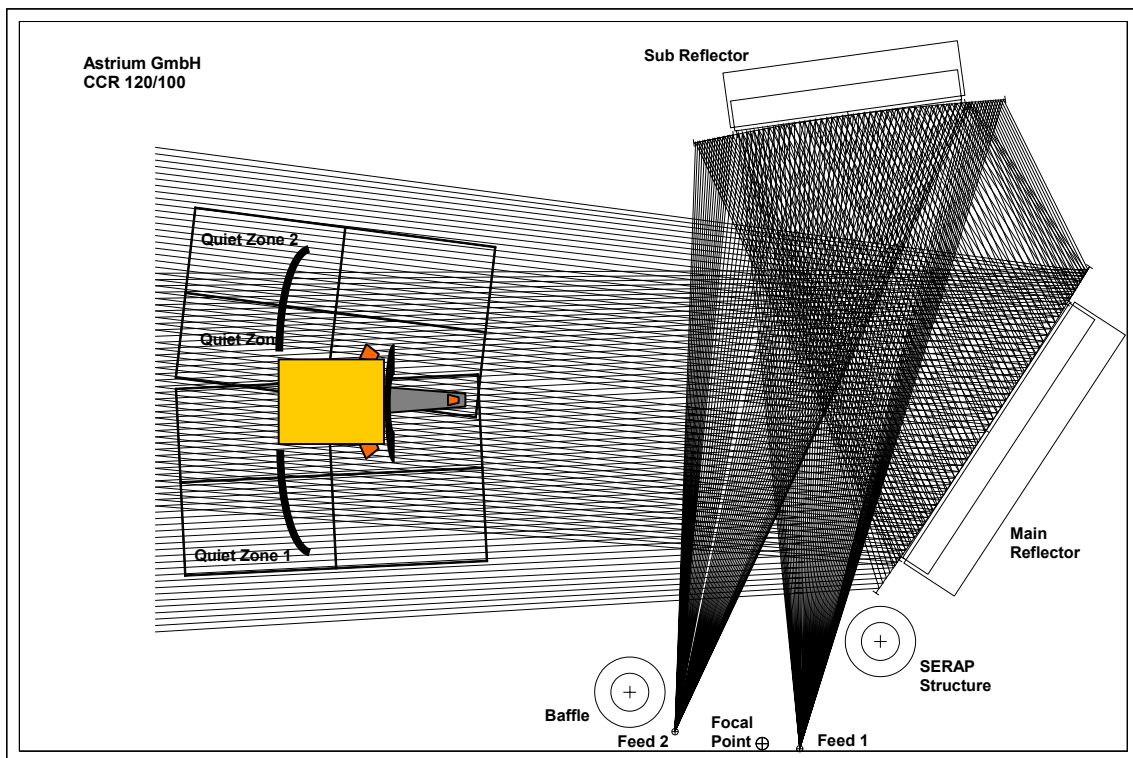 Astrium GmbH
CCR 120/100
Sub Reflector
Quiet Zone 2
Quiet Zon
Quiet Zone 1
Main
Reflector
SERAP
Structure
Baffle
Feed 2
Focal
Point
Feed 1